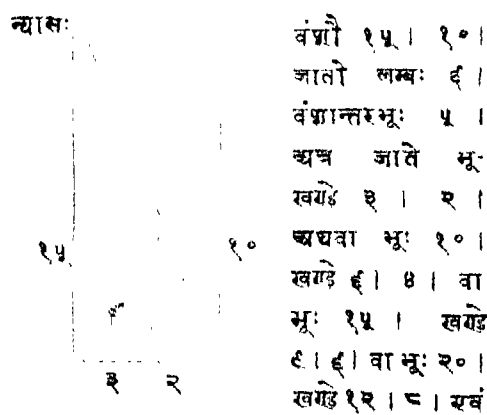 न्यासः
वंशौ १५ । १० ।
जातो लम्बः ६ ।
वंशान्तरभूः ५ ।
अत्र जाते भू-
खण्डे ३ । २ ।
अथवा भूः १० ।
खण्डे ६ । ४ । वा
भूः १५ । खण्डे
९ । ६ । वा भूः २० ।
खण्डे १२ । ८ । एवं
१५
१०
६
३
२